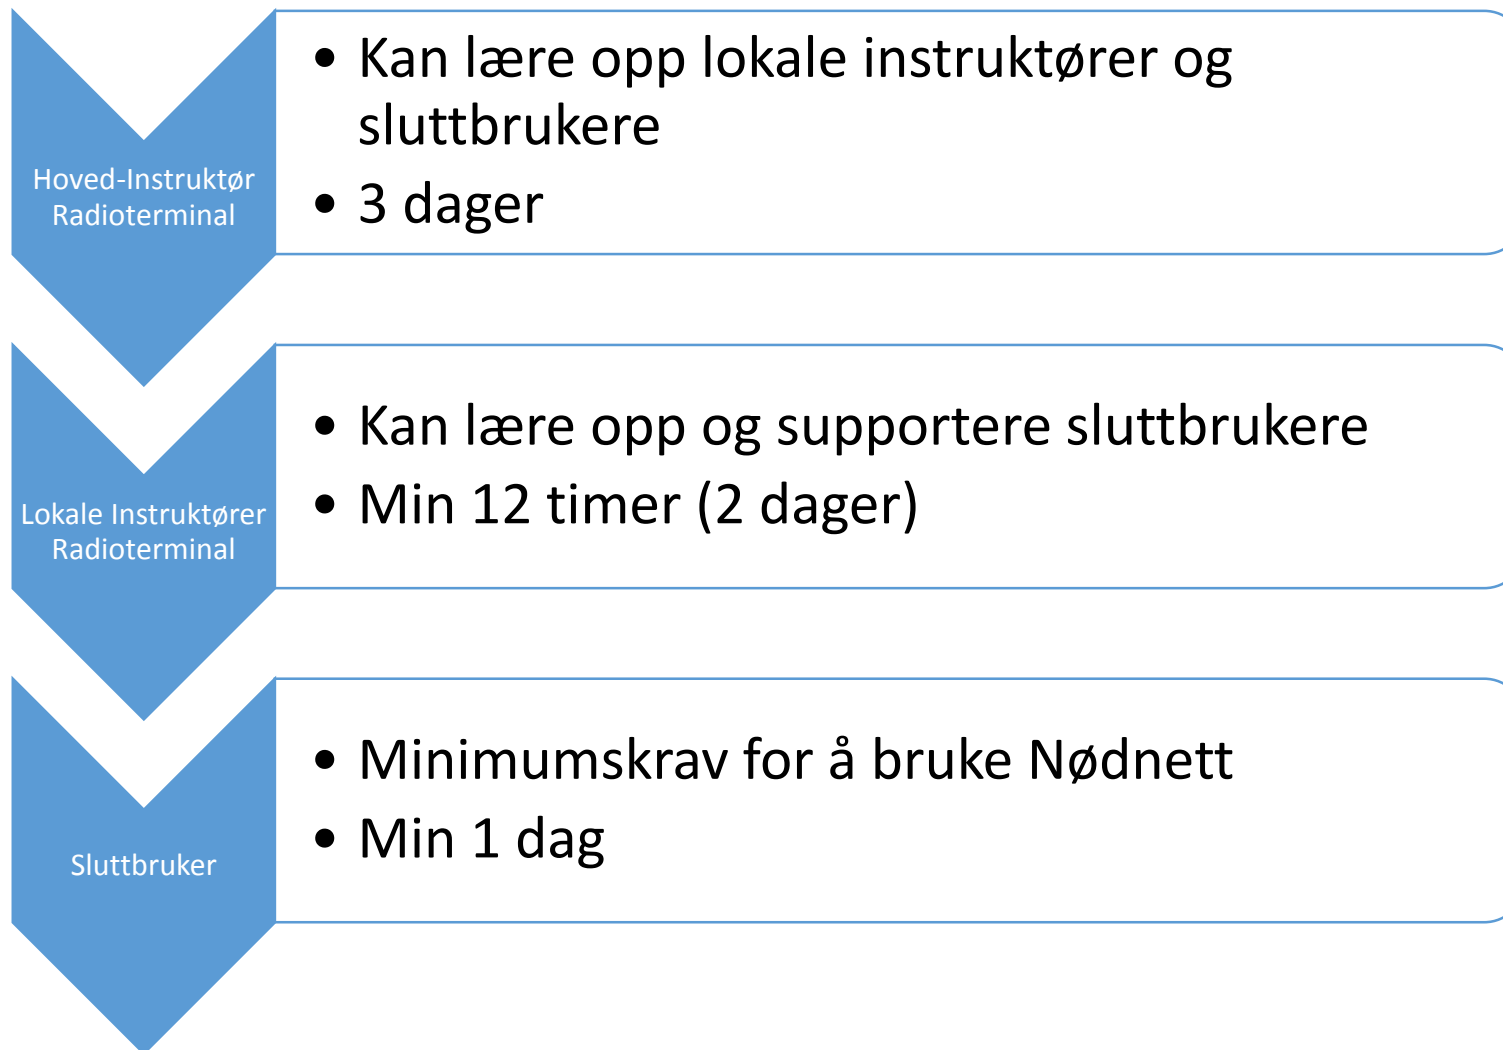 Hoved-Instruktør
Radioterminal
• Kan lære opp lokale instruktører og
sluttbrukere
• 3 dager
Lokale Instruktører
Radioterminal
• Kan lære opp og supportere sluttbrukere
• Min 12 timer (2 dager)
Sluttbruker
• Minimumskrav for å bruke Nødnett
• Min 1 dag